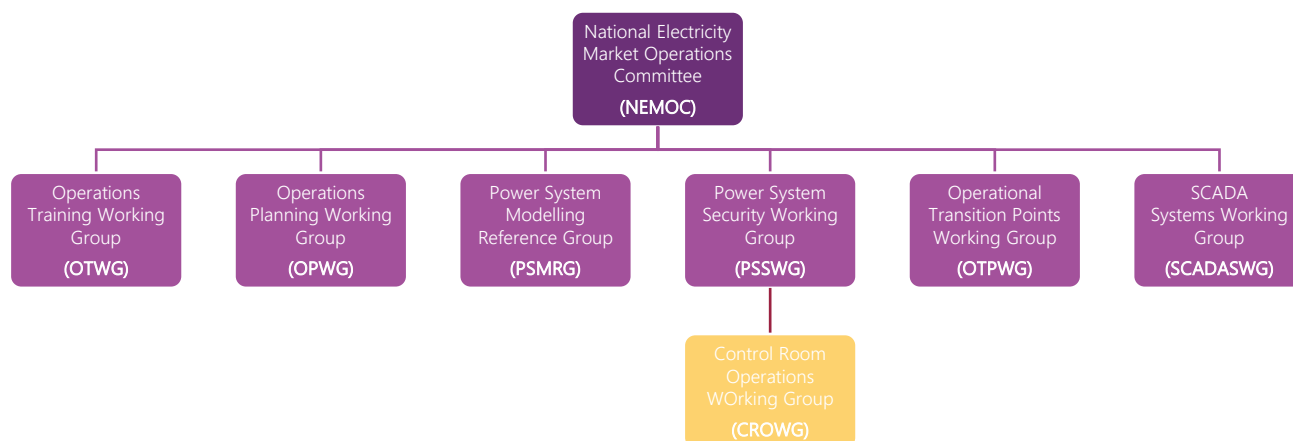 National Electricity
Market Operations
Committee
(NEMOC)
Operations
Training Working
Group
(OTWG)
Operations
Planning Working
Group
(OPWG)
Power System
Modelling
Reference Group
(PSMRG)
Power System
Security Working
Group
(PSSWG)
Operational
Transition Points
Working Group
(OTPWG)
SCADA
Systems Working
Group
(SCADASWG)
Control Room
Operations
WOrking Group
(CROWG)